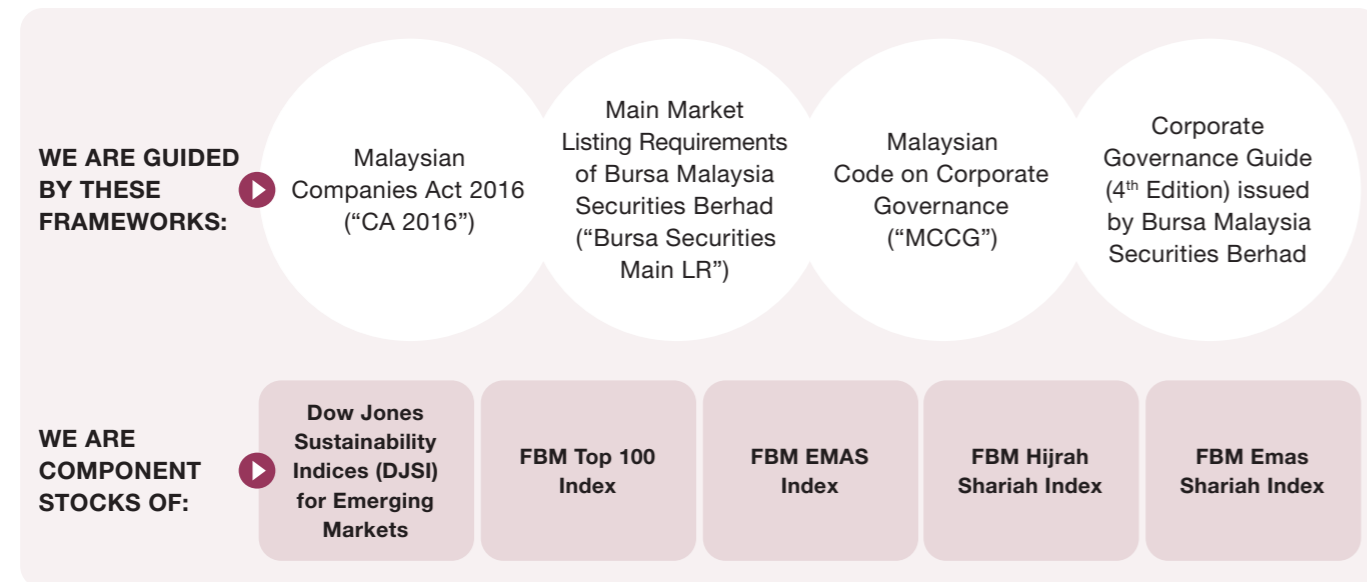 WE ARE GUIDED
BY THESE
FRAMEWORKS:
Malaysian
Companies Act 2016
(“CA 2016”)
Main Market
Listing Requirements
of Bursa Malaysia
Securities Berhad
(“Bursa Securities
Main LR”)
Malaysian
Code on Corporate
Governance
(“MCCG”)
Corporate
Governance Guide
(4th Edition) issued
by Bursa Malaysia
Securities Berhad
WE ARE
COMPONENT
STOCKS OF:
Dow Jones
Sustainability
Indices (DJSI)
for Emerging
Markets
FBM Top 100
Index
FBM EMAS
Index
FBM Hijrah
Shariah Index
FBM Emas
Shariah Index